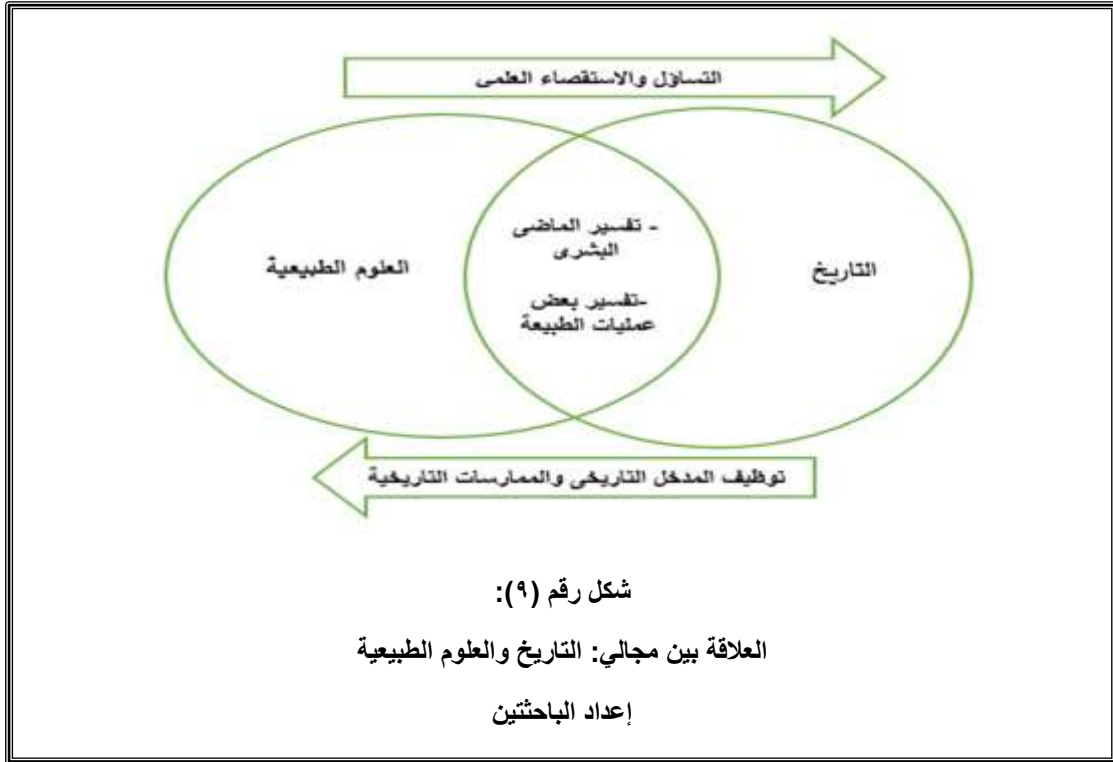 التساؤل والاستقصاء العلمى
التاريخ
- تفسير الماضى
البشرى
-تفسير بعض
عمليات الطبيعة
العلوم الطبيعية
توظيف المدخل التاريخى والممارسات التاريخية
شكل رقم (٩):
العلاقة بين مجالي: التاريخ والعلوم الطبيعية
إعداد الباحثتين